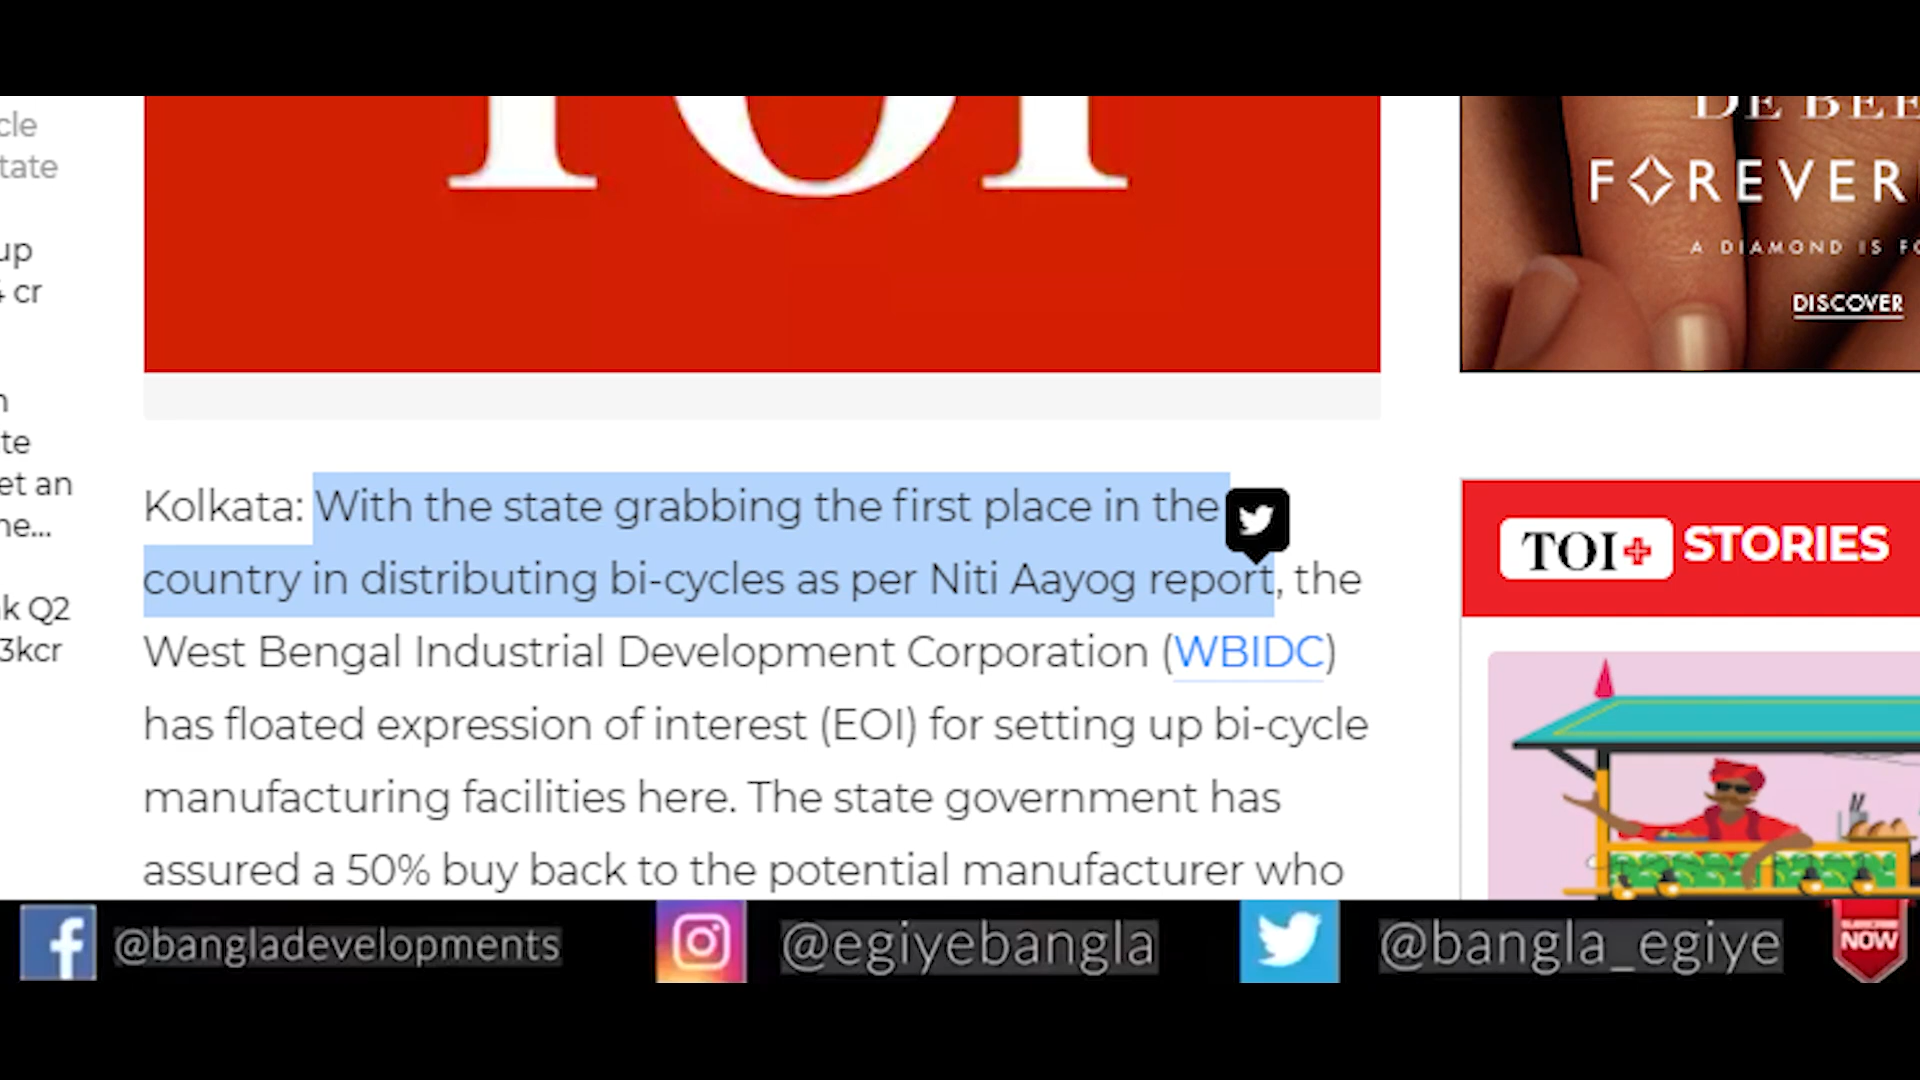 cle
tate
up
cr
te
et an
ne...
k Q2
3kcr
TOI
Kolkata: With the state grabbing the first place in the
country in distributing bi-cycles as per Niti Aayog report, the
West Bengal Industrial Development Corporation (WBIDC)
has floated expression of interest (EOI) for setting up bi-cycle
manufacturing facilities here. The state government has
assured a 50% buy back to the potential manufacturer who
DE BEE
FOREVER
A DIAMOND IS FO
DISCOVER
TOI+ STORIES
@bangladevelopments
@egiyebangla
@bangla_egiye
SUBSCRIBE
NOW